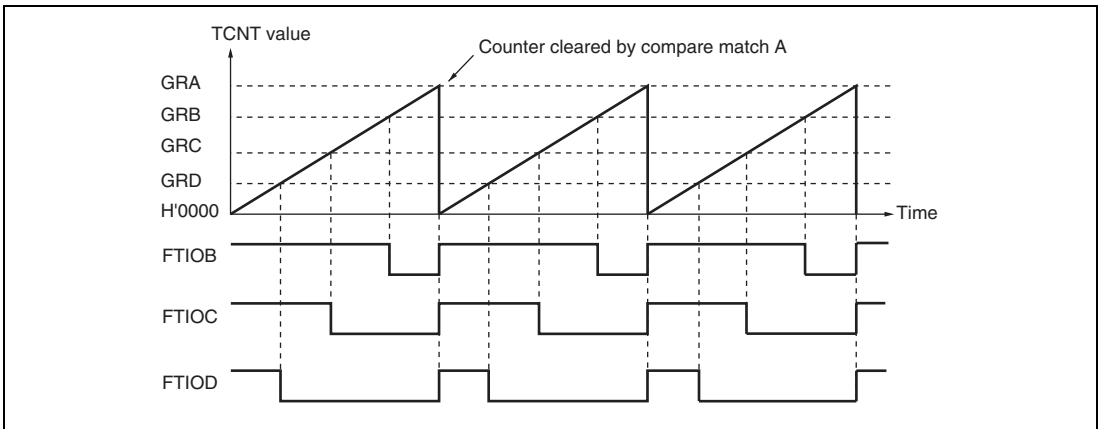 TCNT value
Counter cleared by compare match A
GRA
GRB
GRC
GRD
H'0000
Time
FTIOB
FTIOC
FTIOD